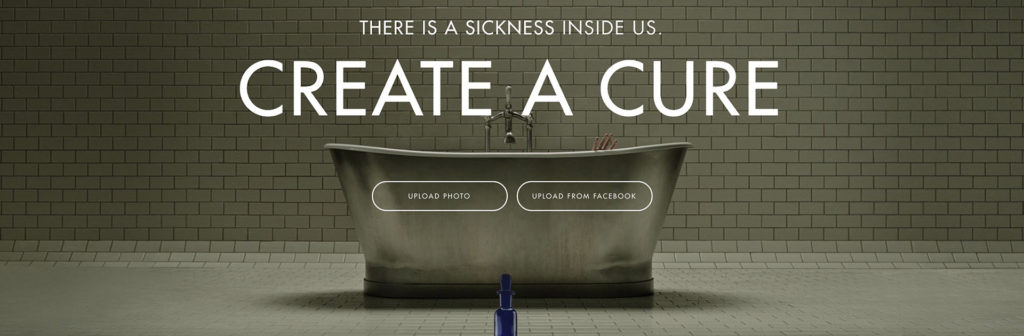 THERE IS A SICKNESS INSIDE US.
CREATE A CURE
UPLOAD PHOTO
UPLOAD FROM FACEBOOK